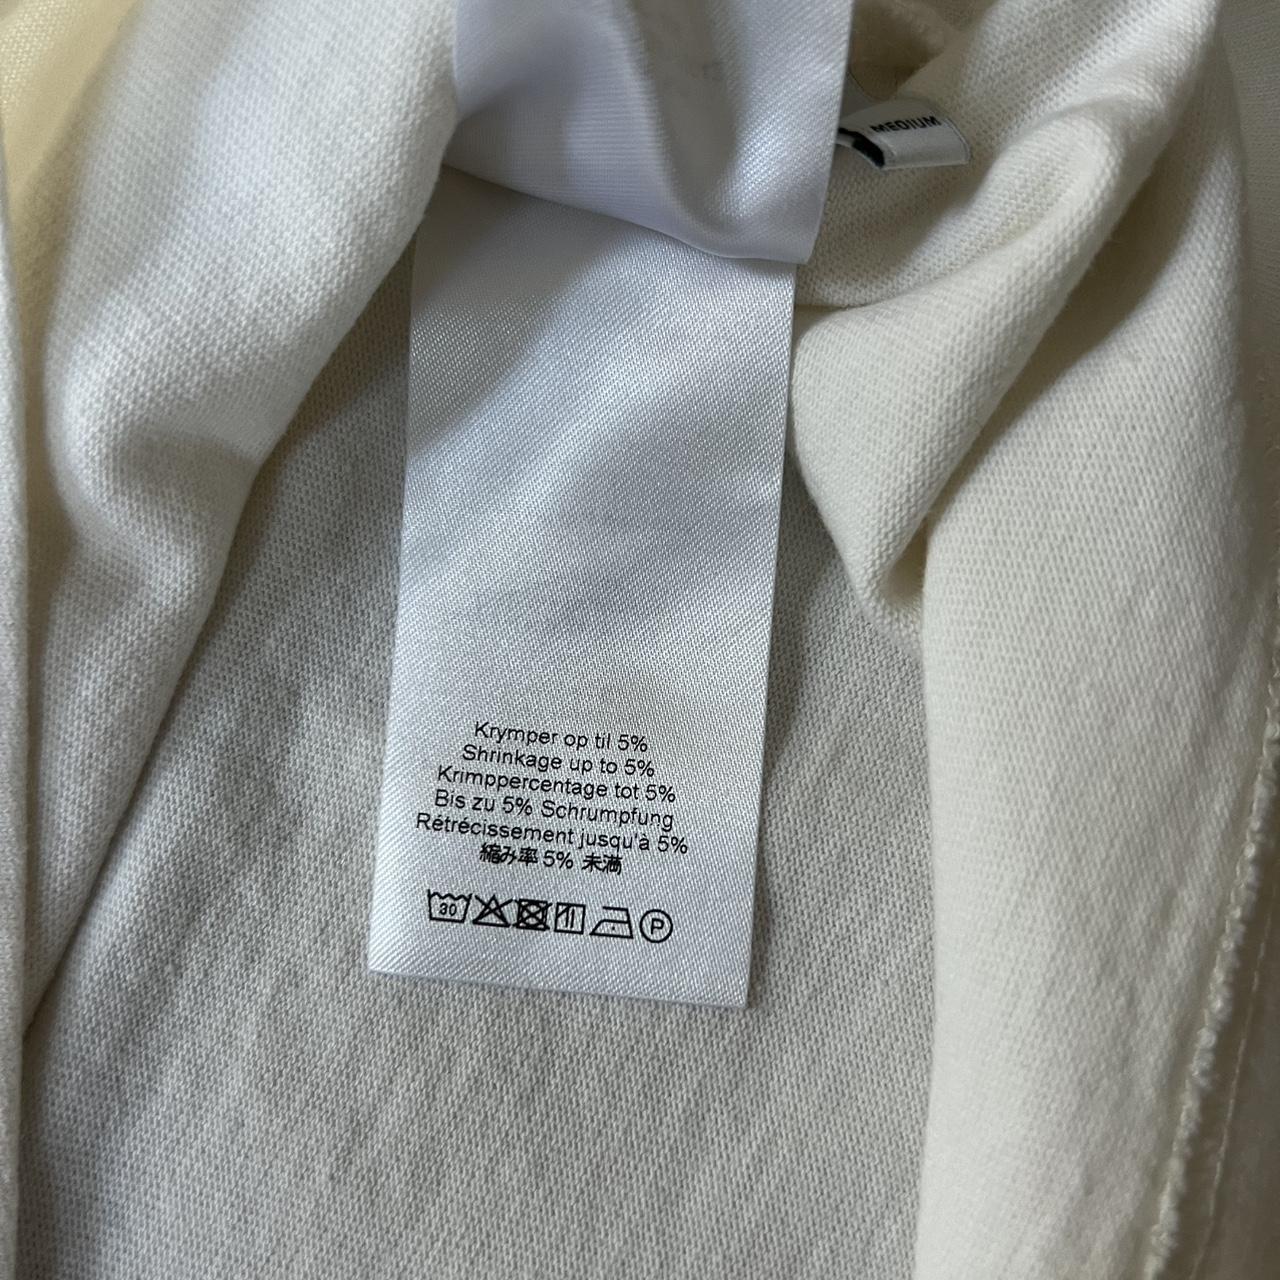 MEDIUM
Krymper op til 5%
Shrinkage up to 5%
Krimppercentage tot 5%
Bis zu 5% Schrumpfung
Rétrécissement jusqu'à 5%
縮み率 5% 未満
30 P